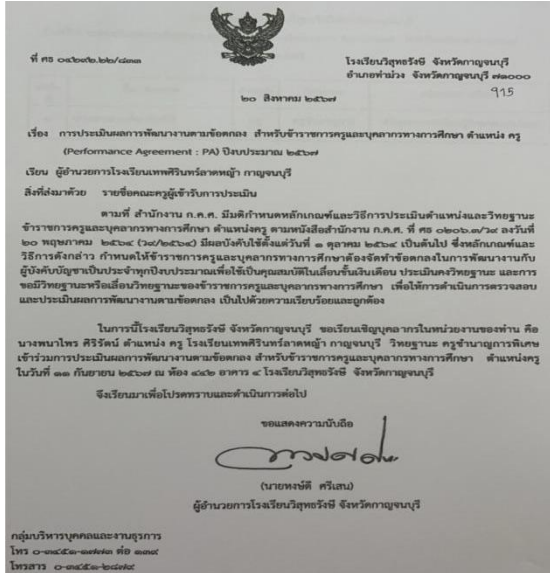 ที่ ศธ ๐๔๒๙๒.๒๒/๘๓๓
โรงเรียนวิสุทธรังษี จังหวัดกาญจนบุรี
อำเภอท่าม่วง จังหวัดกาญจนบุรี ๗๑๐๐๐
915
๒๐ สิงหาคม ๒๕๖๗
เรื่อง การประเมินผลการพัฒนางานตามข้อตกลง สำหรับข้าราชการครูและบุคลากรทางการศึกษา ตำแหน่ง ครู
(Performance Agreement : PA) ปีงบประมาณ ๒๕๖๗
เรียน ผู้อำนวยการโรงเรียนเทพศิรินทร์ลาดหญ้า กาญจนบุรี
สิ่งที่ส่งมาด้วย รายชื่อคณะครูผู้เข้ารับการประเมิน
ตามที่ สำนักงาน ก.ค.ศ. มีมติกำหนดหลักเกณฑ์และวิธีการประเมินตำแหน่งและวิทยฐานะ
ข้าราชการครูและบุคลากรทางการศึกษา ตำแหน่งครู ตามหนังสือสำนักงาน ก.ค.ศ. ที่ ศธ ๐๒๐๖.๓/ว๙ ลงวันที่
๒๐ พฤษภาคม ๒๕๖๔ (ว๙/๒๕๖๔) มีผลบังคับใช้ตั้งแต่วันที่ ๑ ตุลาคม ๒๕๖๔ เป็นต้นไป ซึ่งหลักเกณฑ์และ
วิธีการดังกล่าว กำหนดให้ข้าราชการครูและบุคลากรทางการศึกษาต้องจัดทำข้อตกลงในการพัฒนางานกับ
ผู้บังคับบัญชาเป็นประจำทุกปีงบประมาณเพื่อใช้เป็นคุณสมบัติในเลื่อนขั้นเงินเดือน ประเมินคงวิทยฐานะ และการ
ขอมีวิทยฐานะหรือเลื่อนวิทยฐานะของข้าราชการครูและบุคลากรทางการศึกษา เพื่อให้การดำเนินการตรวจสอบ
และประเมินผลการพัฒนางานตามข้อตกลง เป็นไปด้วยความเรียบร้อยและถูกต้อง
ในการนี้โรงเรียนวิสุทธรังษี จังหวัดกาญจนบุรี ขอเรียนเชิญบุคลากรในหน่วยงานของท่าน คือ
นางพนาไพร ศิริรัตน์ ตำแหน่ง ครู โรงเรียนเทพศิรินทร์ลาดหญ้า กาญจนบุรี วิทยฐานะ ครูชำนาญการพิเศษ
เข้าร่วมการประเมินผลการพัฒนางานตามข้อตกลง สำหรับข้าราชการครูและบุคลากรทางการศึกษา ตำแหน่งครู
ในวันที่ ๑๑ กันยายน ๒๕๖๗ ณ ห้อง ๔๔๒ อาคาร ๔ โรงเรียนวิสุทธรังษี จังหวัดกาญจนบุรี
จึงเรียนมาเพื่อโปรดทราบและดำเนินการต่อไป
ขอแสดงความนับถือ
(นายหงษ์ดี ศรีเสน)
ผู้อำนวยการโรงเรียนวิสุทธรังษี จังหวัดกาญจนบุรี
กลุ่มบริหารบุคคลและงานธุรการ
โทร ๐-๓๔๕๑-๑๗๗๓ ต่อ ๑๓๙
โทรสาร ๐-๓๔๕๑-๒๘๗๙